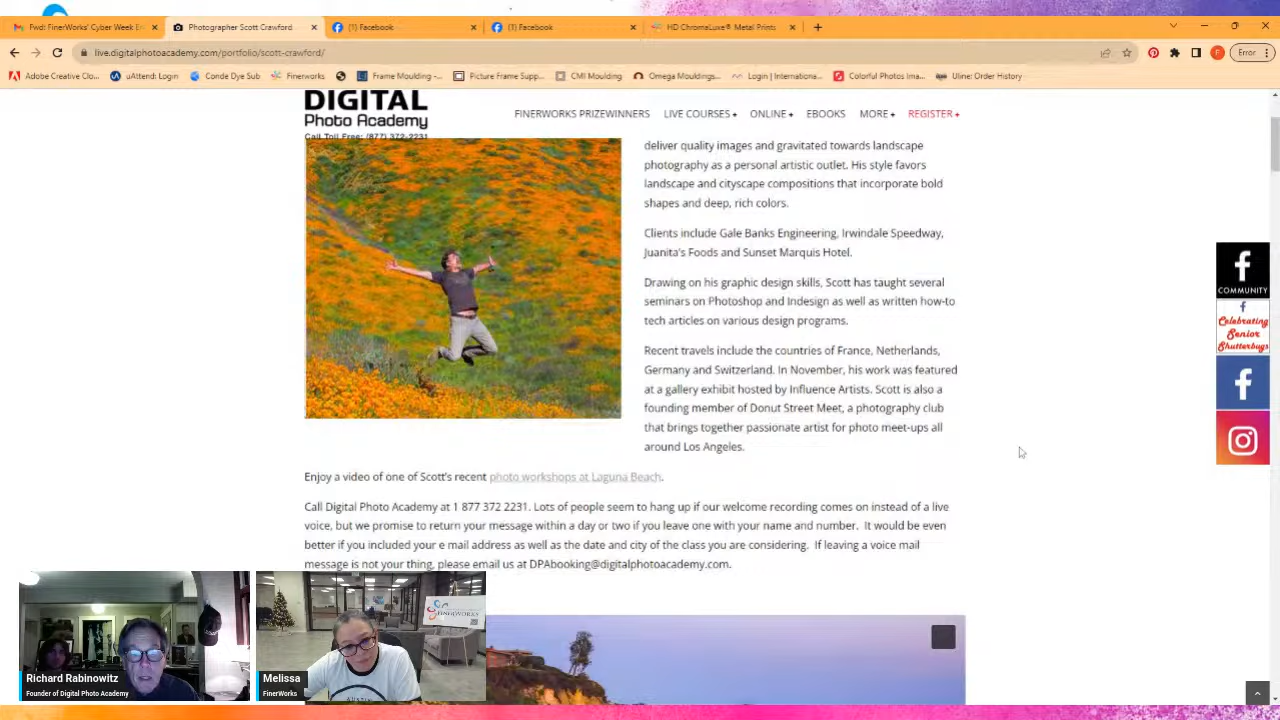 Fwd: FinerWorks' Cyber Week E
Photographer Scott Crawford
(1) Facebook
(1) Facebook
HD ChromaLuxe® Metal Prints
live.digitalphotoacademy.com/portfolio/scott-crawford/
Error
Adobe Creative Clo...
uAttend: Login
Conde Dye Sub
Finerworks
Frame Moulding -...
Picture Frame Supp...
CMI Moulding
Omega Mouldings...
Login | Internationa...
Colorful Photos Ima...
Uline: Order History
DIGITAL
Photo Academy
Call Toll Free: (877) 372-2231
FINERWORKS PRIZEWINNERS LIVE COURSES + ONLINE + EBOOKS MORE + REGISTER +
deliver quality images and gravitated towards landscape
photography as a personal artistic outlet. His style favors
landscape and cityscape compositions that incorporate bold
shapes and deep, rich colors.
Clients include Gale Banks Engineering, Irwindale Speedway,
Juanita's Foods and Sunset Marquis Hotel.
Drawing on his graphic design skills, Scott has taught several
seminars on Photoshop and Indesign as well as written how-to
tech articles on various design programs.
Recent travels include the countries of France, Netherlands,
Germany and Switzerland. In November, his work was featured
at a gallery exhibit hosted by Influence Artists. Scott is also a
founding member of Donut Street Meet, a photography club
that brings together passionate artist for photo meet-ups all
around Los Angeles.
Enjoy a video of one of Scott's recent photo workshops at Laguna Beach.
Call Digital Photo Academy at 1 877 372 2231. Lots of people seem to hang up if our welcome recording comes on instead of a live
voice, but we promise to return your message within a day or two if you leave one with your name and number. It would be even
better if you included your e mail address as well as the date and city of the class you are considering. If leaving a voice mail
message is not your thing, please email us at DPAbooking@digitalphotoacademy.com.
COMMUNITY
Celebrating
Senior
Shutterbugs
FINERWORKS
Richard Rabinowitz
Founder of Digital Photo Academy
Melissa
FinerWorks